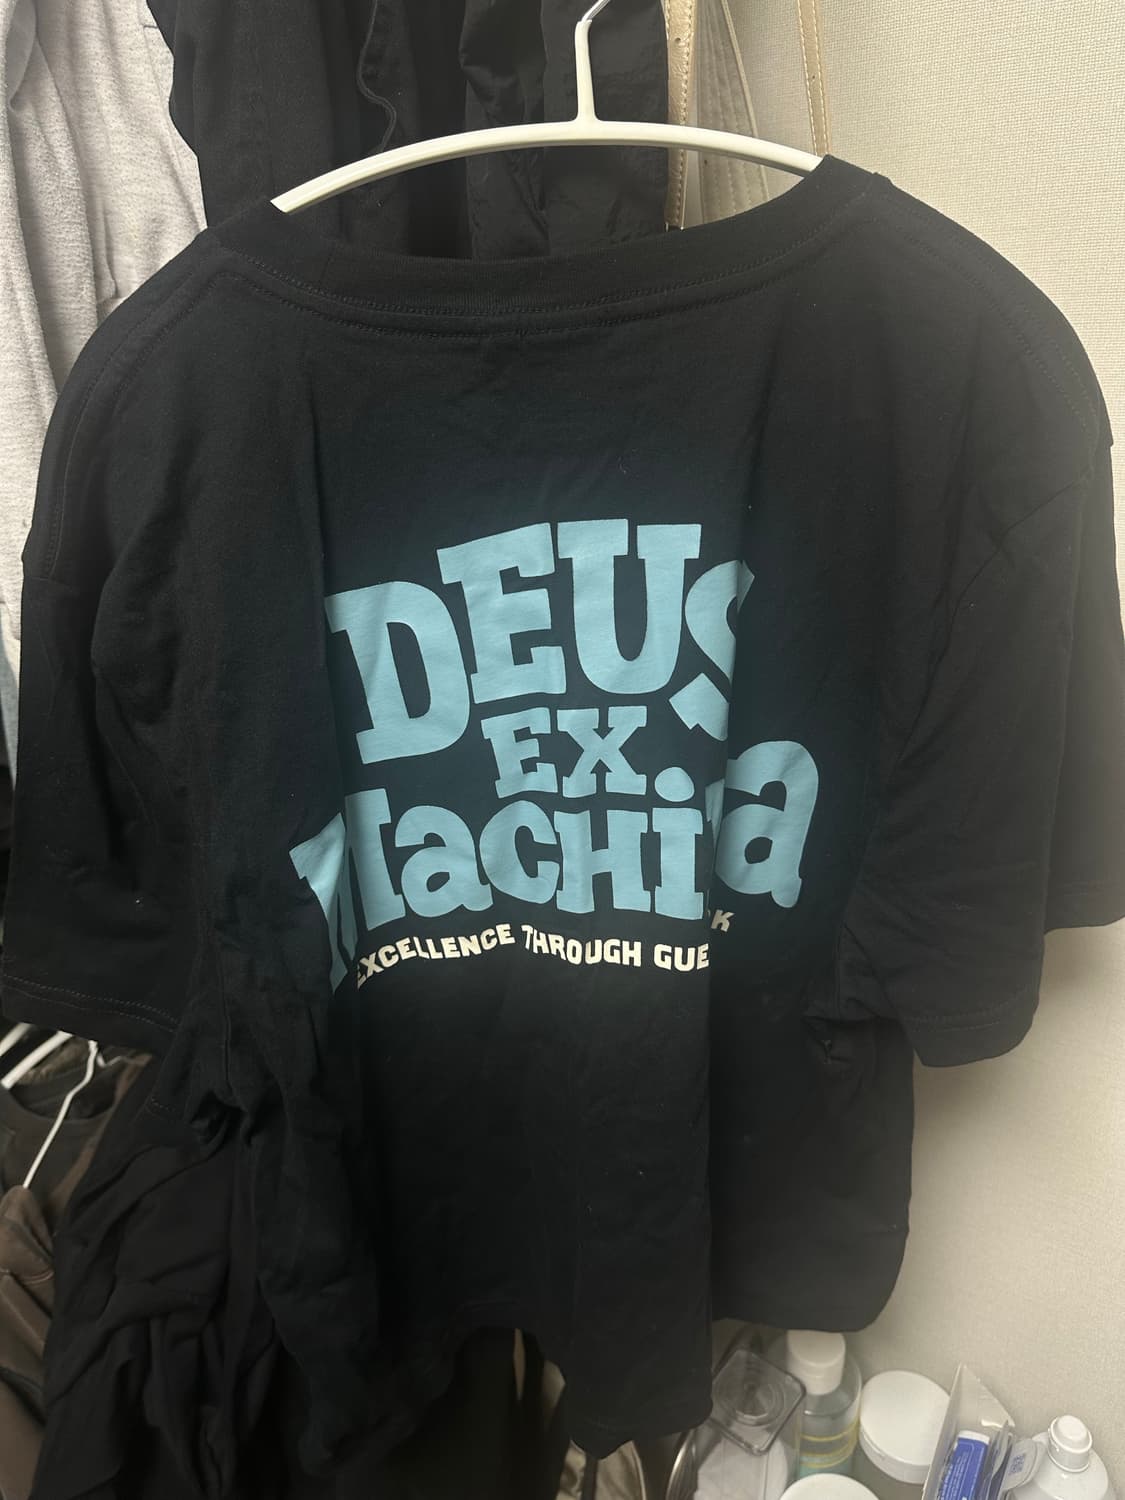 DEUS
EX
MacHina
EXCELLENCE THROUGH